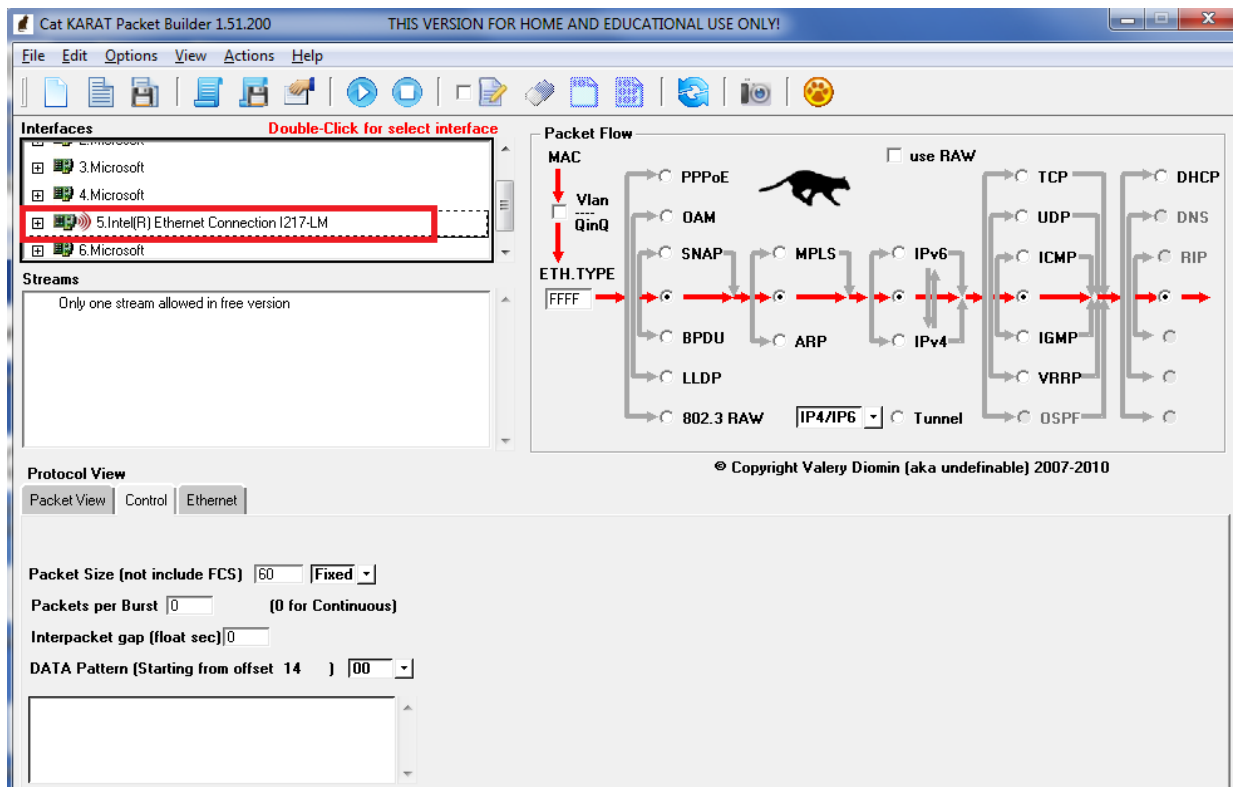 Cat KARAT Packet Builder 1.51.200 THIS VERSION FOR HOME AND EDUCATIONAL USE ONLY!
File Edit Options View Actions Help
Interfaces Double-Click for select interface
3.Microsoft
4.Microsoft
5.Intel(R) Ethernet Connection I217-LM
6.Microsoft
Streams
Only one stream allowed in free version
Packet Flow
MAC
use RAW
Vlan
----
QinQ
ETH.TYPE
FFFF
PPPoE
OAM
SNAP
BPDU
LLDP
802.3 RAW
MPLS
ARP
IP4/IP6
Tunnel
IPv6
IPv4
TCP
UDP
ICMP
IGMP
VRRP
OSPF
DHCP
DNS
RIP
© Copyright Valery Diomin (aka undefinable) 2007-2010
Protocol View
Packet View Control Ethernet
Packet Size (not include FCS) 60 Fixed
Packets per Burst 0 (0 for Continuous)
Interpacket gap (float sec) 0
DATA Pattern (Starting from offset 14 ) 00